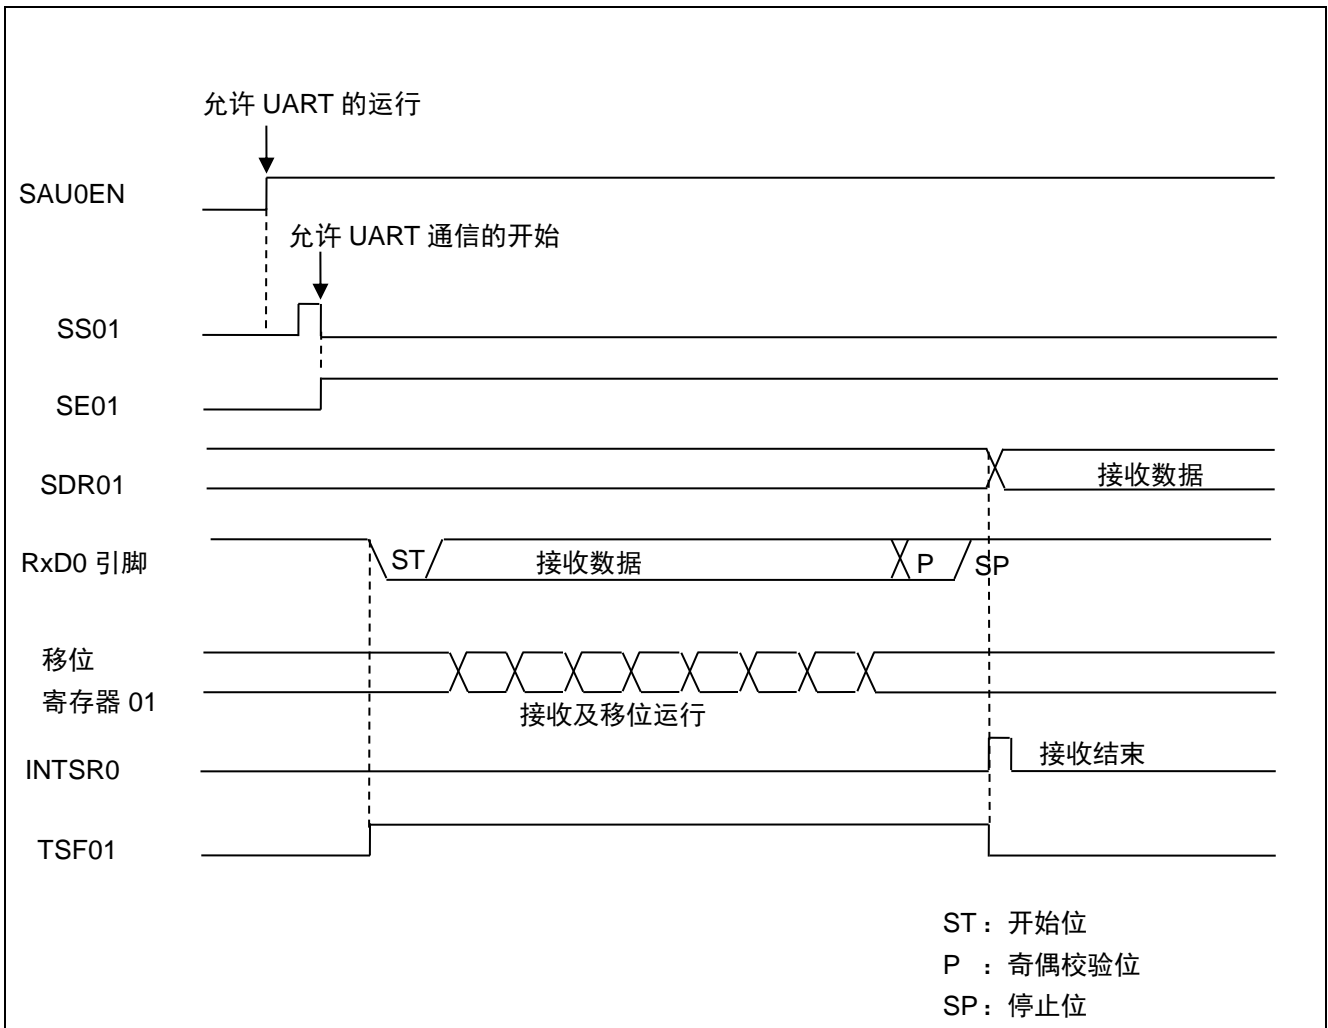 允许 UART 的运行
SAU0EN
允许 UART 通信的开始
SS01
SE01
SDR01
接收数据
RxD0 引脚
ST
接收数据
P
SP
移位
寄存器 01
接收及移位运行
INTSR0
接收结束
TSF01
ST：开始位
P ：奇偶校验位
SP：停止位